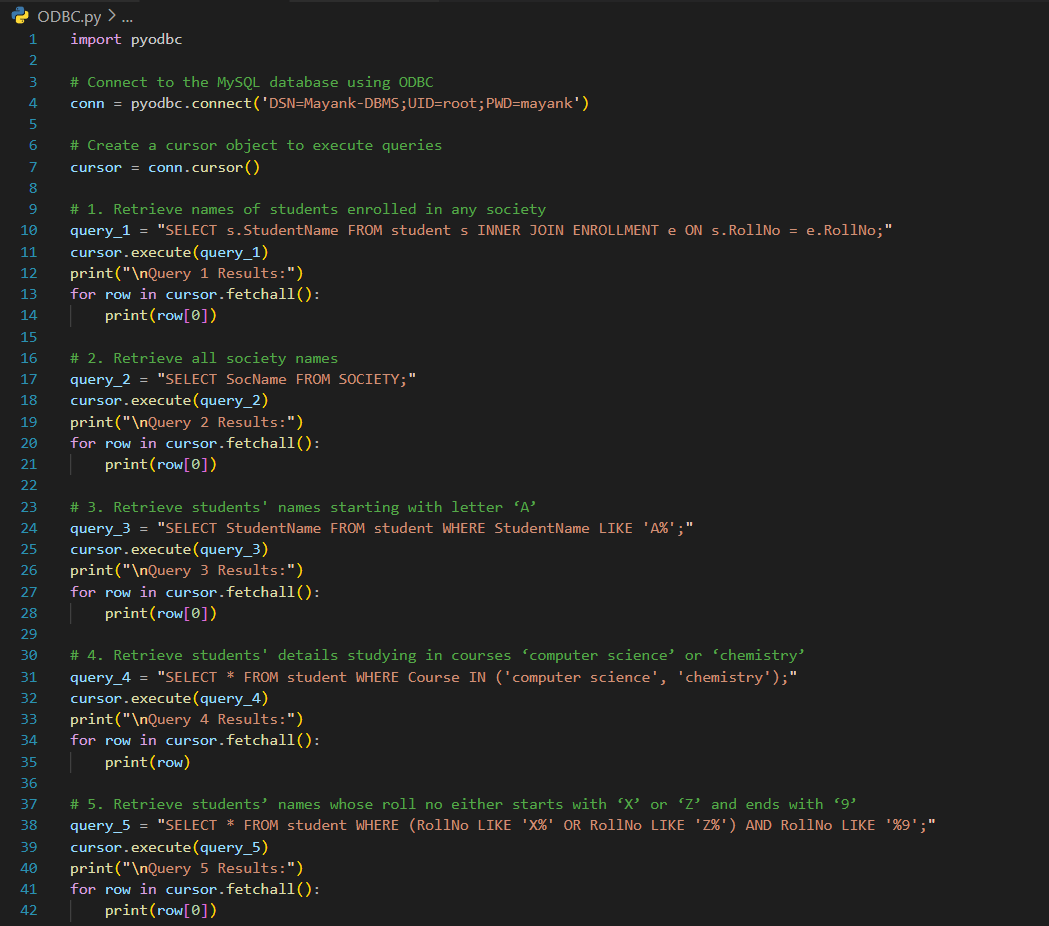 ODBC.py > ...
1 import pyodbc
2
3 # Connect to the MySQL database using ODBC
4 conn = pyodbc.connect('DSN=Mayank-DBMS;UID=root;PWD=mayank')
5
6 # Create a cursor object to execute queries
7 cursor = conn.cursor()
8
9 # 1. Retrieve names of students enrolled in any society
10 query_1 = "SELECT s.StudentName FROM student s INNER JOIN ENROLLMENT e ON s.RollNo = e.RollNo;"
11 cursor.execute(query_1)
12 print("\nQuery 1 Results:")
13 for row in cursor.fetchall():
14     print(row[0])
15
16 # 2. Retrieve all society names
17 query_2 = "SELECT SocName FROM SOCIETY;"
18 cursor.execute(query_2)
19 print("\nQuery 2 Results:")
20 for row in cursor.fetchall():
21     print(row[0])
22
23 # 3. Retrieve students' names starting with letter ‘A’
24 query_3 = "SELECT StudentName FROM student WHERE StudentName LIKE 'A%';"
25 cursor.execute(query_3)
26 print("\nQuery 3 Results:")
27 for row in cursor.fetchall():
28     print(row[0])
29
30 # 4. Retrieve students' details studying in courses ‘computer science’ or ‘chemistry’
31 query_4 = "SELECT * FROM student WHERE Course IN ('computer science', 'chemistry');"
32 cursor.execute(query_4)
33 print("\nQuery 4 Results:")
34 for row in cursor.fetchall():
35     print(row)
36
37 # 5. Retrieve students’ names whose roll no either starts with ‘X’ or ‘Z’ and ends with ‘9’
38 query_5 = "SELECT * FROM student WHERE (RollNo LIKE 'X%' OR RollNo LIKE 'Z%') AND RollNo LIKE '%9';"
39 cursor.execute(query_5)
40 print("\nQuery 5 Results:")
41 for row in cursor.fetchall():
42     print(row[0])